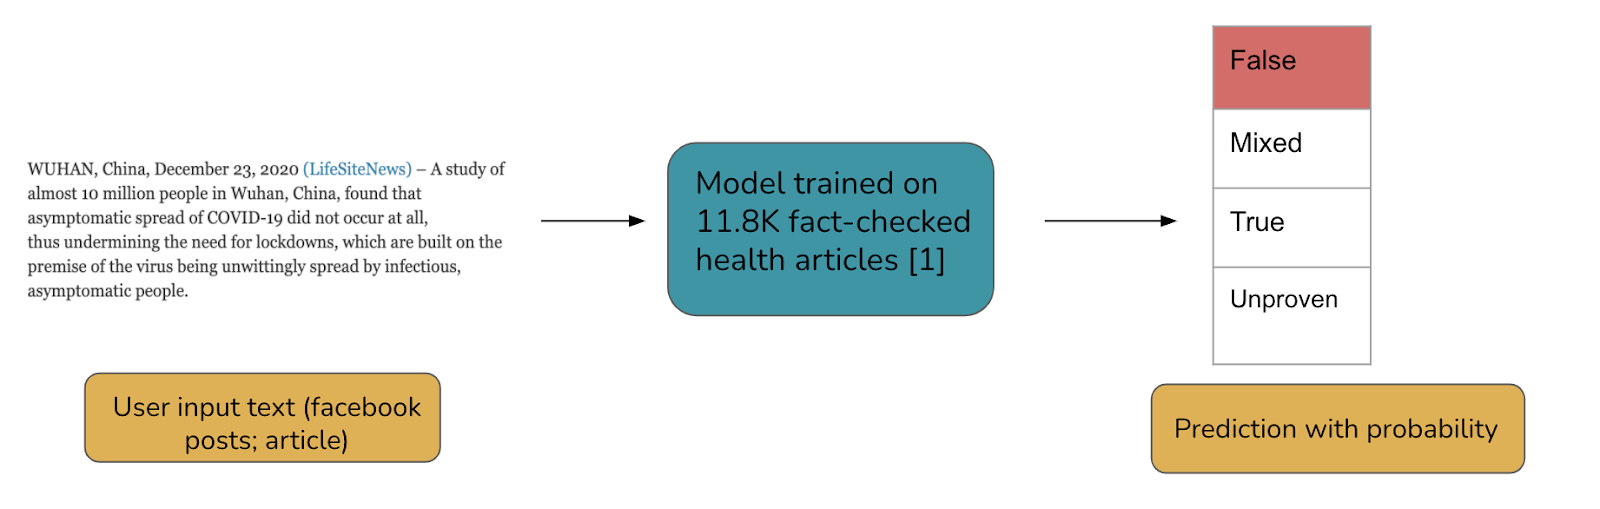 WUHAN, China, December 23, 2020 (LifeSiteNews) – A study of
almost 10 million people in Wuhan, China, found that
asymptomatic spread of COVID-19 did not occur at all,
thus undermining the need for lockdowns, which are built on the
premise of the virus being unwittingly spread by infectious,
asymptomatic people.
User input text (facebook
posts; article)
Model trained on
11.8K fact-checked
health articles [1]
False
Mixed
True
Unproven
Prediction with probability